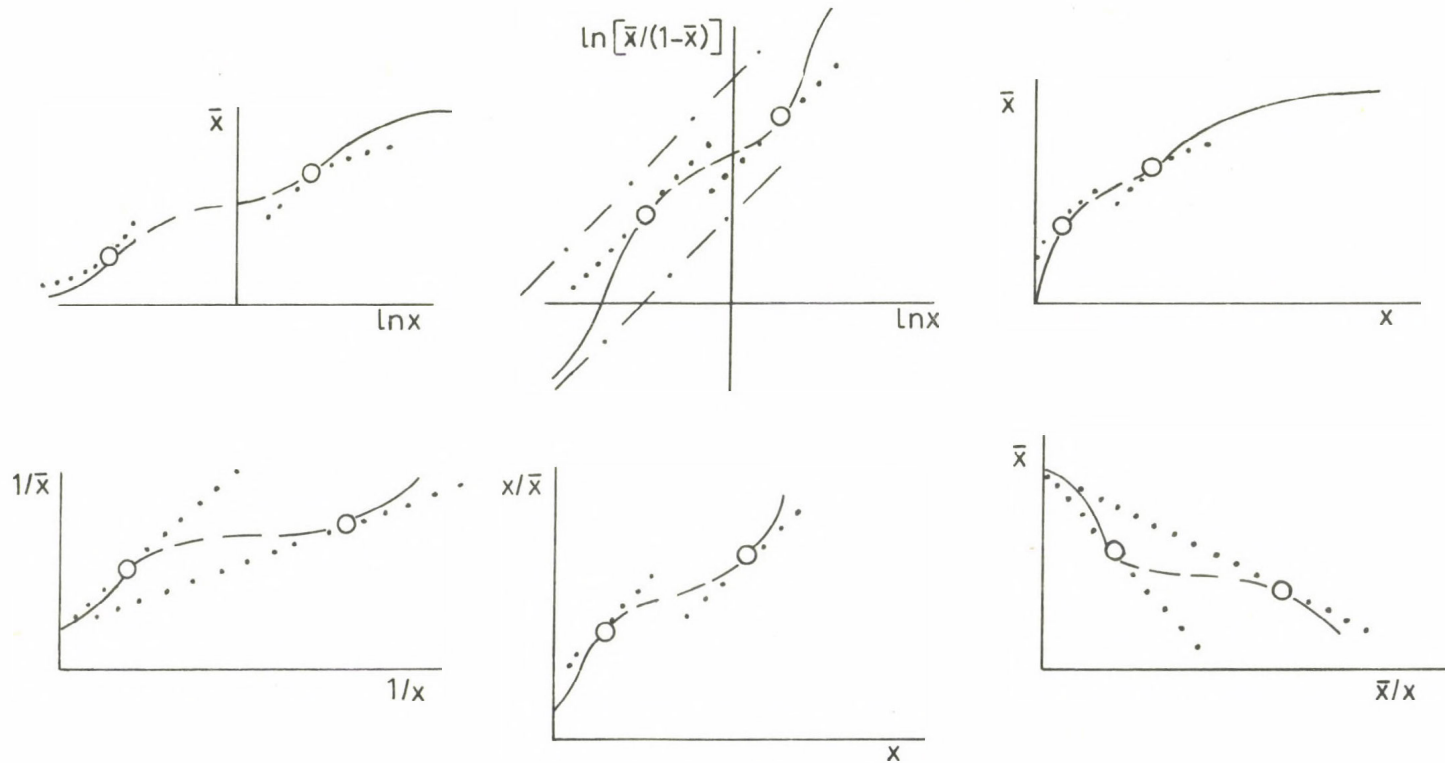 x̄
ln x
ln[x̄/(1-x̄)]
ln x
x̄
x
1/x̄
1/x
x/x̄
x
x̄
x̄/x